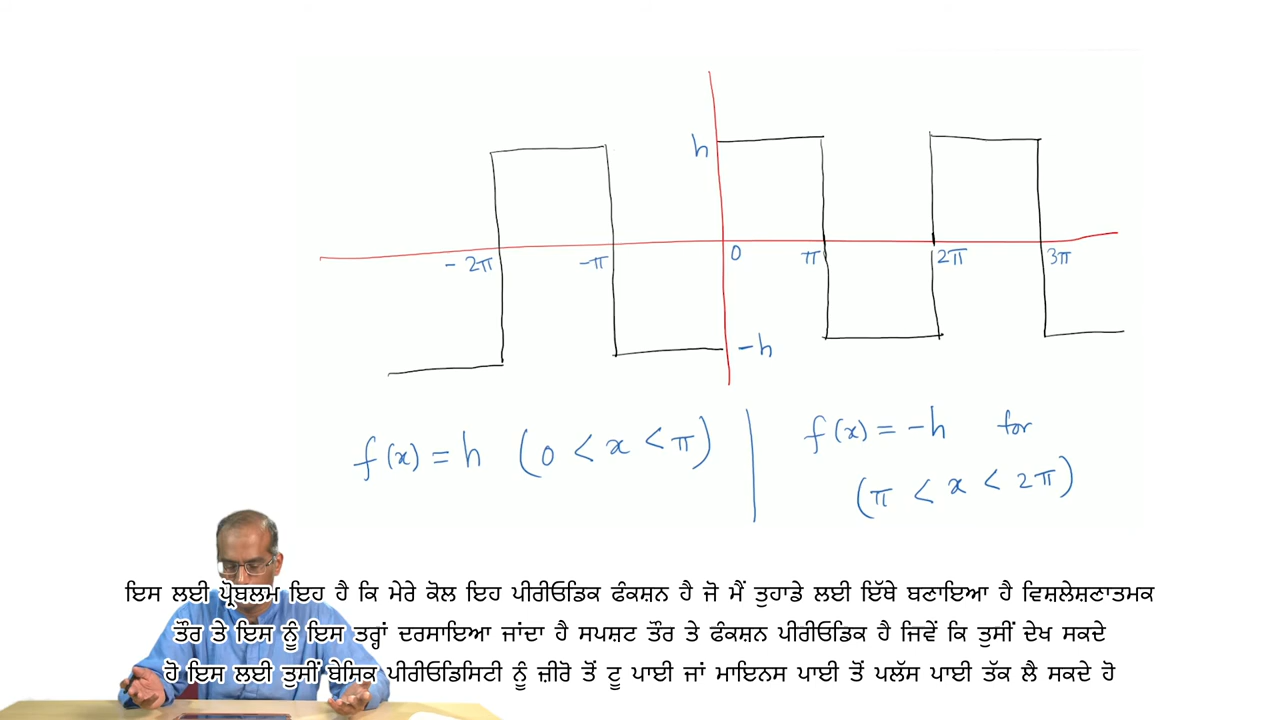 h
- 2π -π 0 π 2π 3π
-h
f(x) = h (0 < x < π)
f(x) = -h for
(π < x < 2π)
ਇਸ ਲਈ ਪ੍ਰੋਬਲਮ ਇਹ ਹੈ ਕਿ ਮੇਰੇ ਕੋਲ ਇਹ ਪੀਰੀਓਡਿਕ ਫੰਕਸ਼ਨ ਹੈ ਜੋ ਮੈਂ ਤੁਹਾਡੇ ਲਈ ਇੱਥੇ ਬਣਾਇਆ ਹੈ ਵਿਸ਼ਲੇਸ਼ਣਾਤਮਕ
ਤੌਰ ਤੇ ਇਸ ਨੂੰ ਇਸ ਤਰ੍ਹਾਂ ਦਰਸਾਇਆ ਜਾਂਦਾ ਹੈ ਸਪਸ਼ਟ ਤੌਰ ਤੇ ਫੰਕਸ਼ਨ ਪੀਰੀਓਡਿਕ ਹੈ ਜਿਵੇਂ ਕਿ ਤੁਸੀਂ ਦੇਖ ਸਕਦੇ
ਹੋ ਇਸ ਲਈ ਤੁਸੀਂ ਬੇਸਿਕ ਪੀਰੀਓਡਿਸਿਟੀ ਨੂੰ ਜ਼ੀਰੋ ਤੋਂ ਟੂ ਪਾਈ ਜਾਂ ਮਾਇਨਸ ਪਾਈ ਤੋਂ ਪਲੱਸ ਪਾਈ ਤੱਕ ਲੈ ਸਕਦੇ ਹੋ